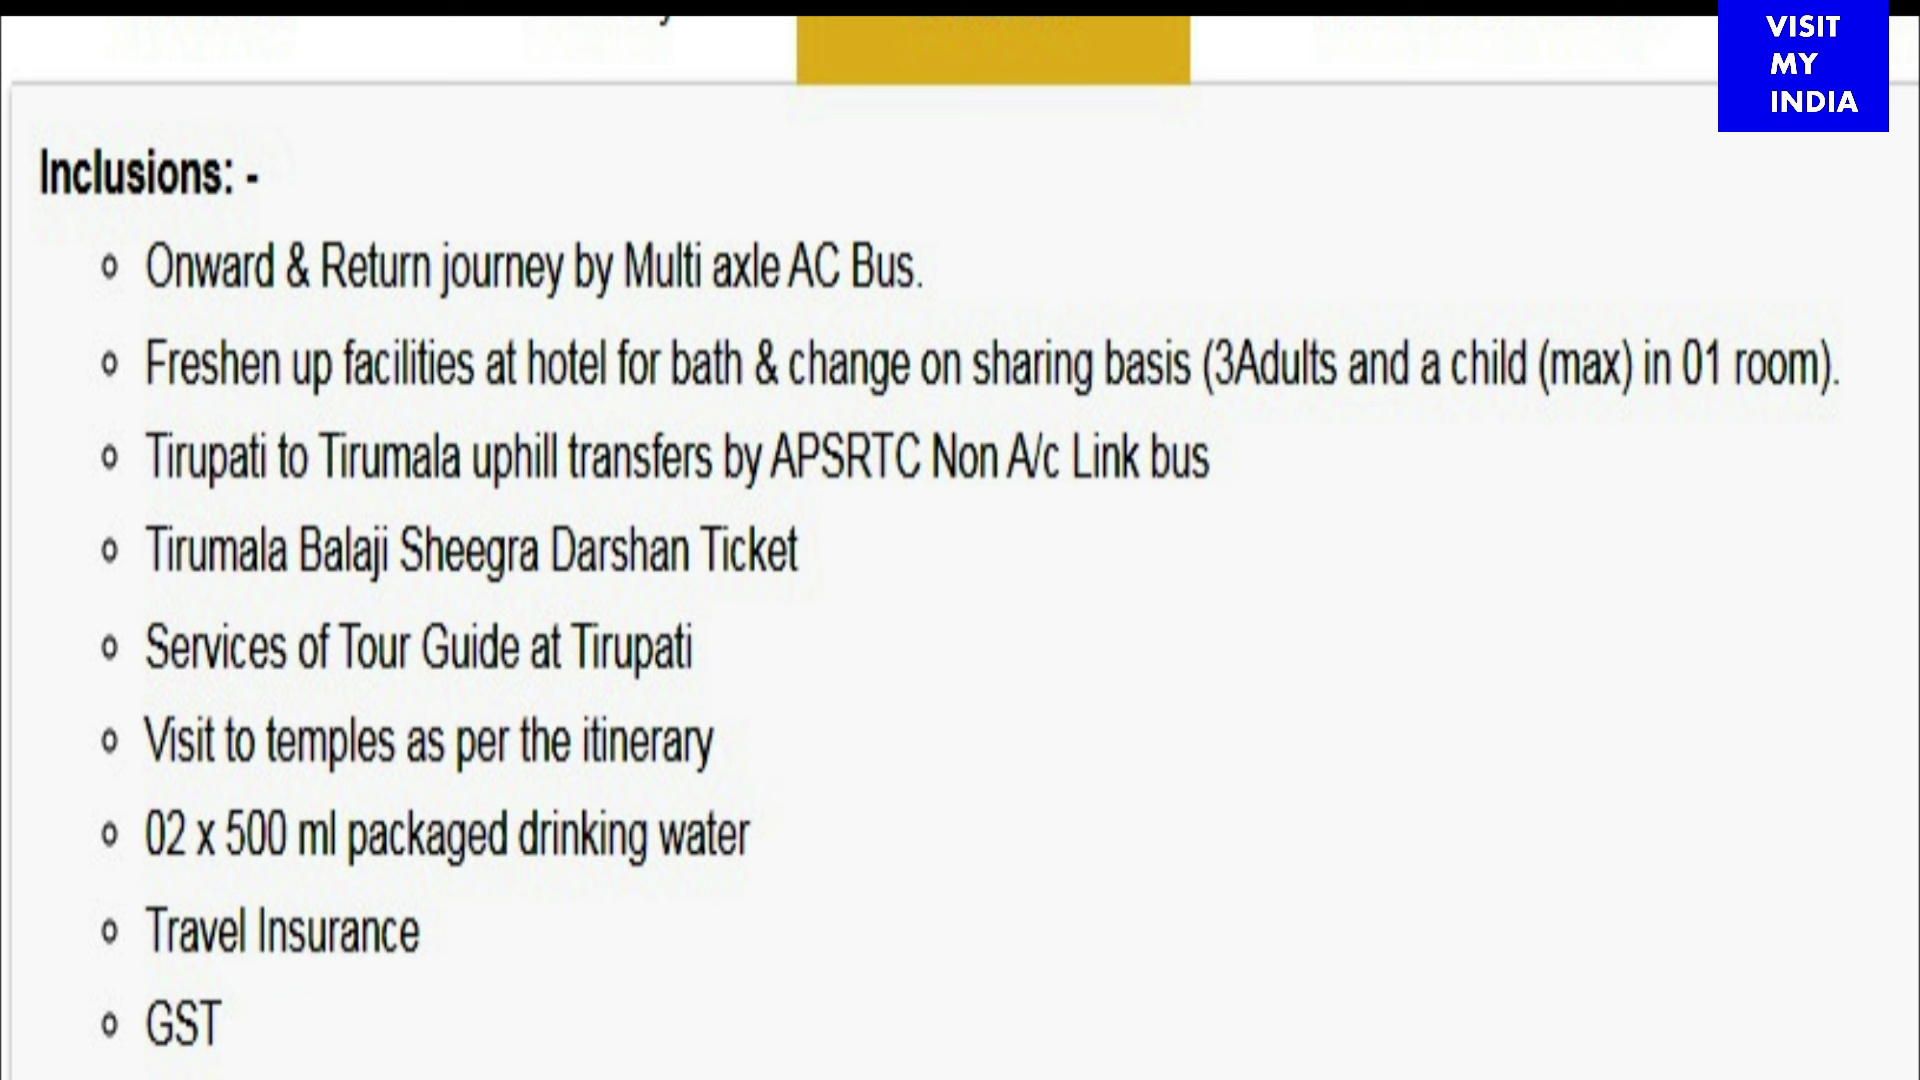 VISIT
MY
INDIA
Inclusions: -
Onward & Return journey by Multi axle AC Bus.
Freshen up facilities at hotel for bath & change on sharing basis (3Adults and a child (max) in 01 room).
Tirupati to Tirumala uphill transfers by APSRTC Non A/c Link bus
Tirumala Balaji Sheegra Darshan Ticket
Services of Tour Guide at Tirupati
Visit to temples as per the itinerary
02 x 500 ml packaged drinking water
Travel Insurance
GST